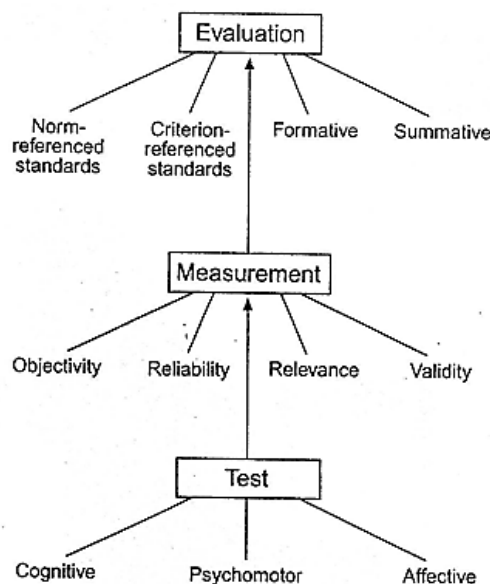 Evaluation
Norm-
referenced
standards
Criterion-
referenced
standards
Formative
Summative
Measurement
Objectivity
Reliability
Relevance
Validity
Test
Cognitive
Psychomotor
Affective